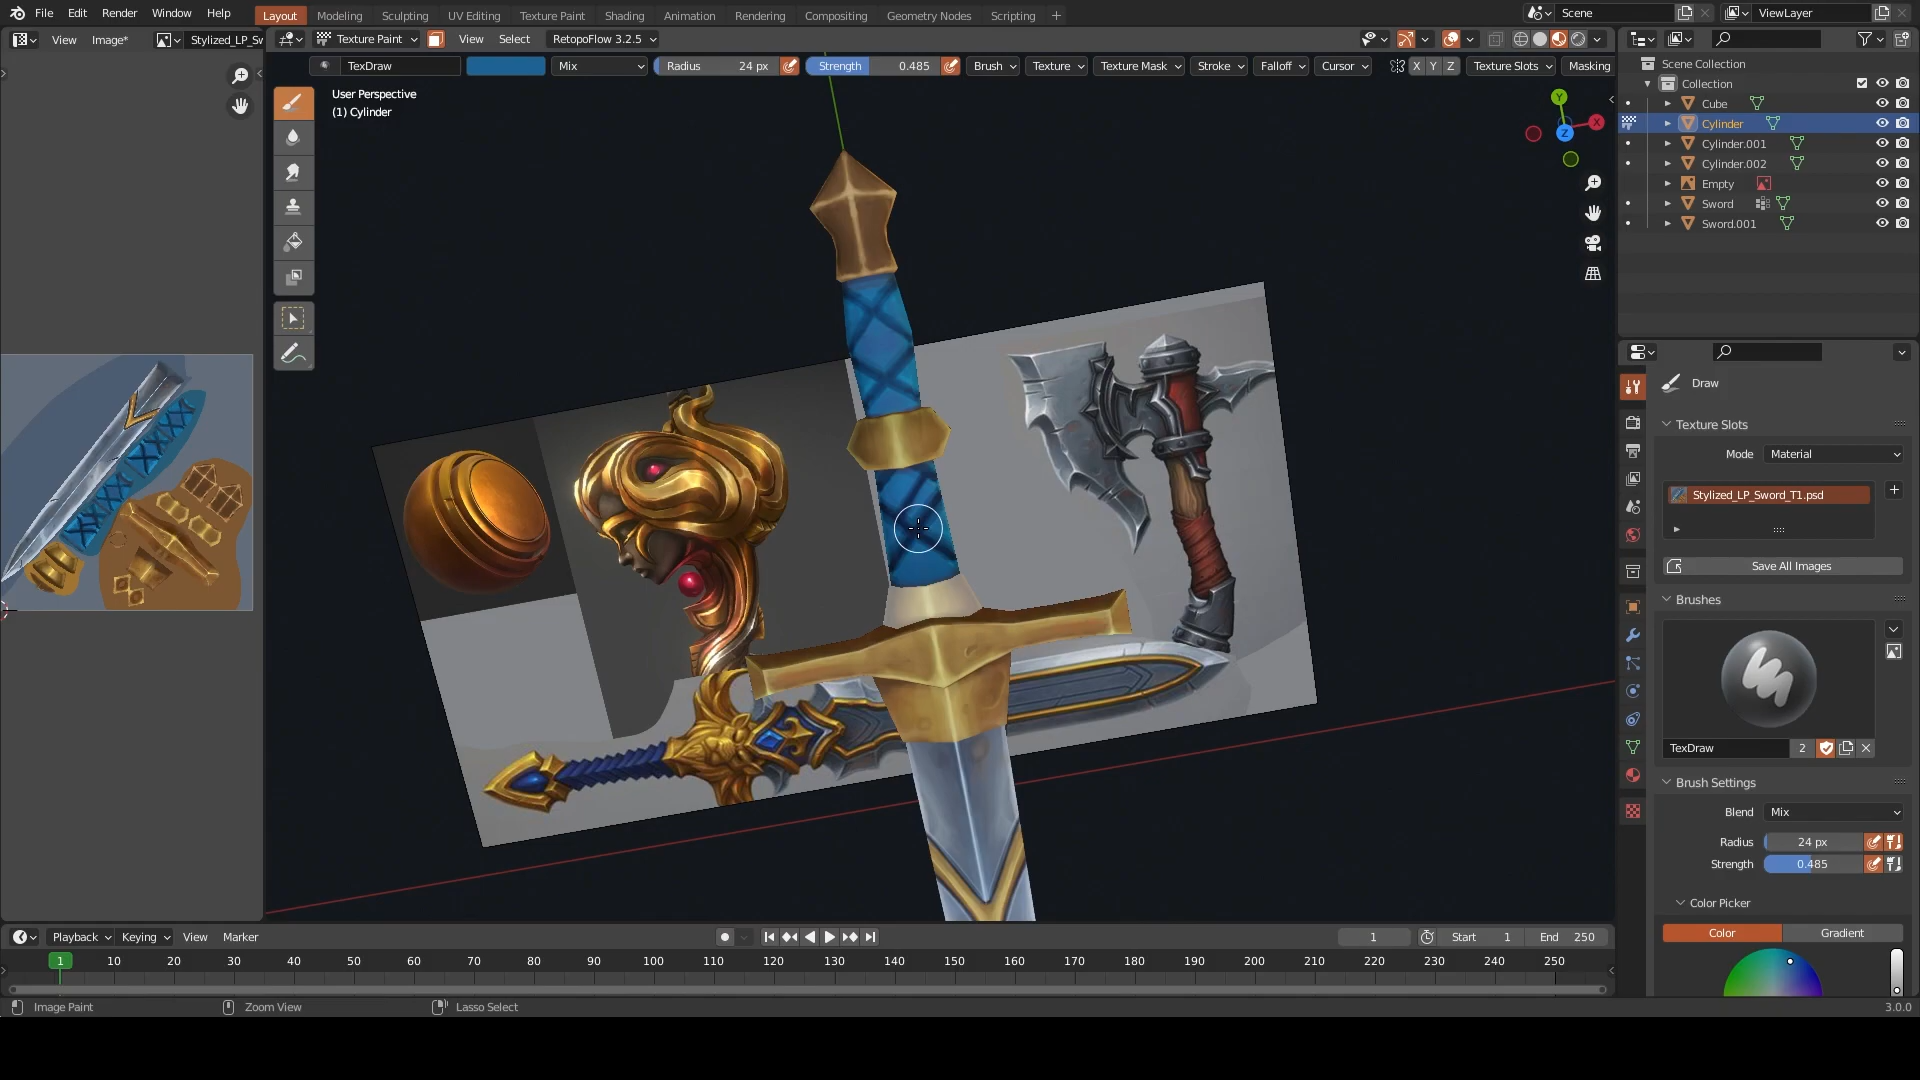 File Edit Render Window Help Layout Modeling Sculpting UV Editing Texture Paint Shading Animation Rendering Compositing Geometry Nodes Scripting + Scene ViewLayer
View Image* Stylized_LP_Sw Texture Paint View Select RetopoFlow 3.2.5
TexDraw Mix Radius 24 px Strength 0.485 Brush Texture Texture Mask Stroke Falloff Cursor X Y Z Texture Slots Masking
User Perspective
(1) Cylinder
Y
X
Z
Scene Collection
Collection
Cube
Cylinder
Cylinder.001
Cylinder.002
Empty
Sword
Sword.001
Draw
Texture Slots
Mode Material
Stylized_LP_Sword_T1.psd
Save All Images
Brushes
TexDraw 2
Brush Settings
Blend Mix
Radius 24 px
Strength 0.485
Color Picker
Color Gradient
Playback Keying View Marker 1 Start 1 End 250
1 10 20 30 40 50 60 70 80 90 100 110 120 130 140 150 160 170 180 190 200 210 220 230 240 250
Image Paint Zoom View Lasso Select 3.0.0